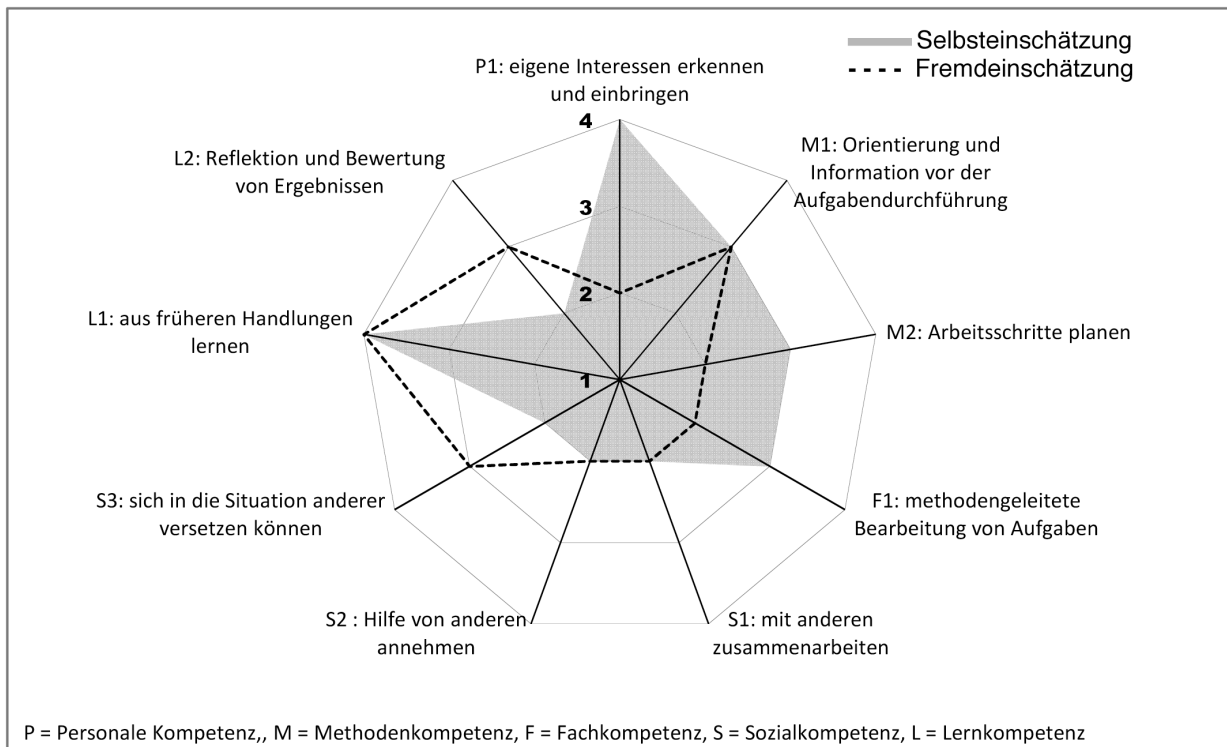 Selbsteinschätzung
Fremdeinschätzung
P1: eigene Interessen erkennen
und einbringen
4
3
2
1
M1: Orientierung und
Information vor der
Aufgabendurchführung
M2: Arbeitsschritte planen
F1: methodengeleitete
Bearbeitung von Aufgaben
S1: mit anderen
zusammenarbeiten
S2 : Hilfe von anderen
annehmen
S3: sich in die Situation anderer
versetzen können
L1: aus früheren Handlungen
lernen
L2: Reflektion und Bewertung
von Ergebnissen
P = Personale Kompetenz,, M = Methodenkompetenz, F = Fachkompetenz, S = Sozialkompetenz, L = Lernkompetenz